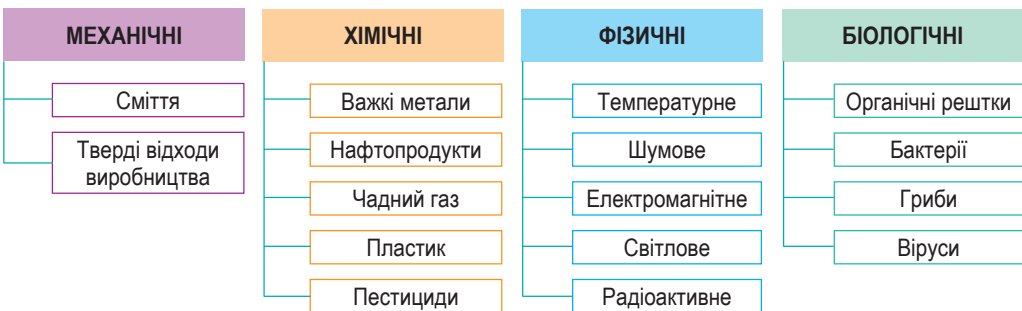 МЕХАНІЧНІ
Сміття
Тверді відходи
виробництва
ХІМІЧНІ
Важкі метали
Нафтопродукти
Чадний газ
Пластик
Пестициди
ФІЗИЧНІ
Температурне
Шумове
Електромагнітне
Світлове
Радіоактивне
БІОЛОГІЧНІ
Органічні рештки
Бактерії
Гриби
Віруси